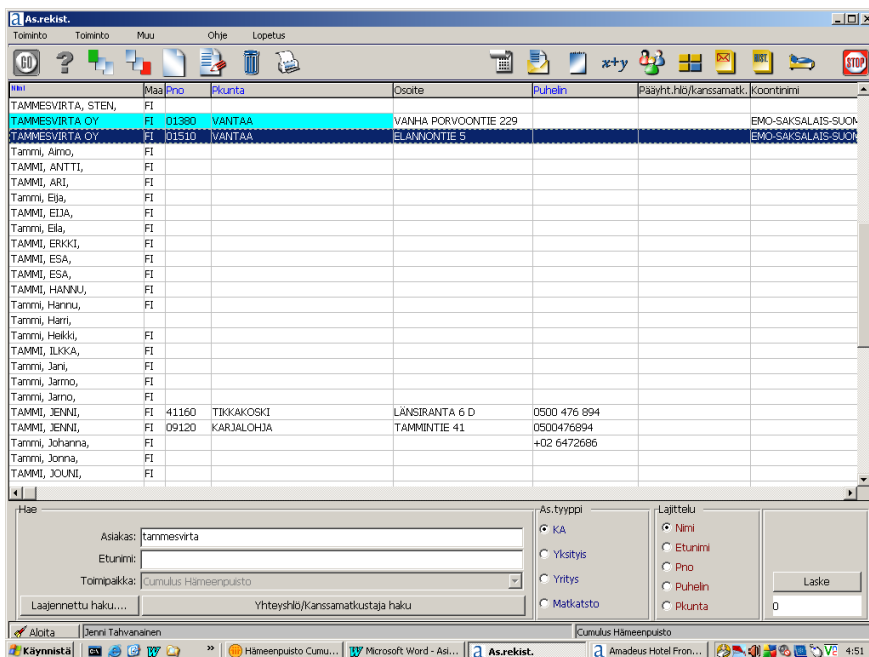 As.rekist.
Toiminto Toiminto Muu Ohje Lopetus
GO ? x+y HIST. STOP
Nimi Maa Pno Pkunta Osoite Puhelin Pääyht.hlö/kanssamatk. Koontinimi
TAMMESVIRTA, STEN, FI
TAMMESVIRTA OY FI 01380 VANTAA VANHA PORVOONTIE 229 EMO-SAKSALAIS-SUOM
TAMMESVIRTA OY FI 01510 VANTAA ELANNONTIE 5 EMO-SAKSALAIS-SUOM
Tammi, Aimo, FI
TAMMI, ANTTI, FI
TAMMI, ARI, FI
Tammi, Eija, FI
TAMMI, EIJA, FI
Tammi, Eila, FI
TAMMI, ERKKI, FI
TAMMI, ESA, FI
TAMMI, ESA, FI
TAMMI, HANNU, FI
Tammi, Hannu, FI
Tammi, Harri,
Tammi, Heikki, FI
TAMMI, ILKKA, FI
Tammi, Jani, FI
Tammi, Jarmo, FI
Tammi, Jarno, FI
TAMMI, JENNI, FI 41160 TIKKAKOSKI LÄNSIRANTA 6 D 0500 476 894
TAMMI, JENNI, FI 09120 KARJALOHJA TAMMINTIE 41 0500476894
Tammi, Johanna, FI +02 6472686
Tammi, Jonna, FI
TAMMI, JOUNI, FI
Hae As.tyyppi Lajittelu
Asiakas: tammesvirta KA Nimi
Etunimi: Yksityis Etunimi
Pno
Toimipaikka: Cumulus Hämeenpuisto Yritys Puhelin Laske
Laajennettu haku.... Yhteyshlö/Kanssamatkustaja haku Matkatsto Pkunta 0
Aloita Jenni Tahvanainen Cumulus Hämeenpuisto
Käynnistä » Hämeenpuisto Cumu... Microsoft Word - Asi... As.rekist. Amadeus Hotel Fron... 4:51